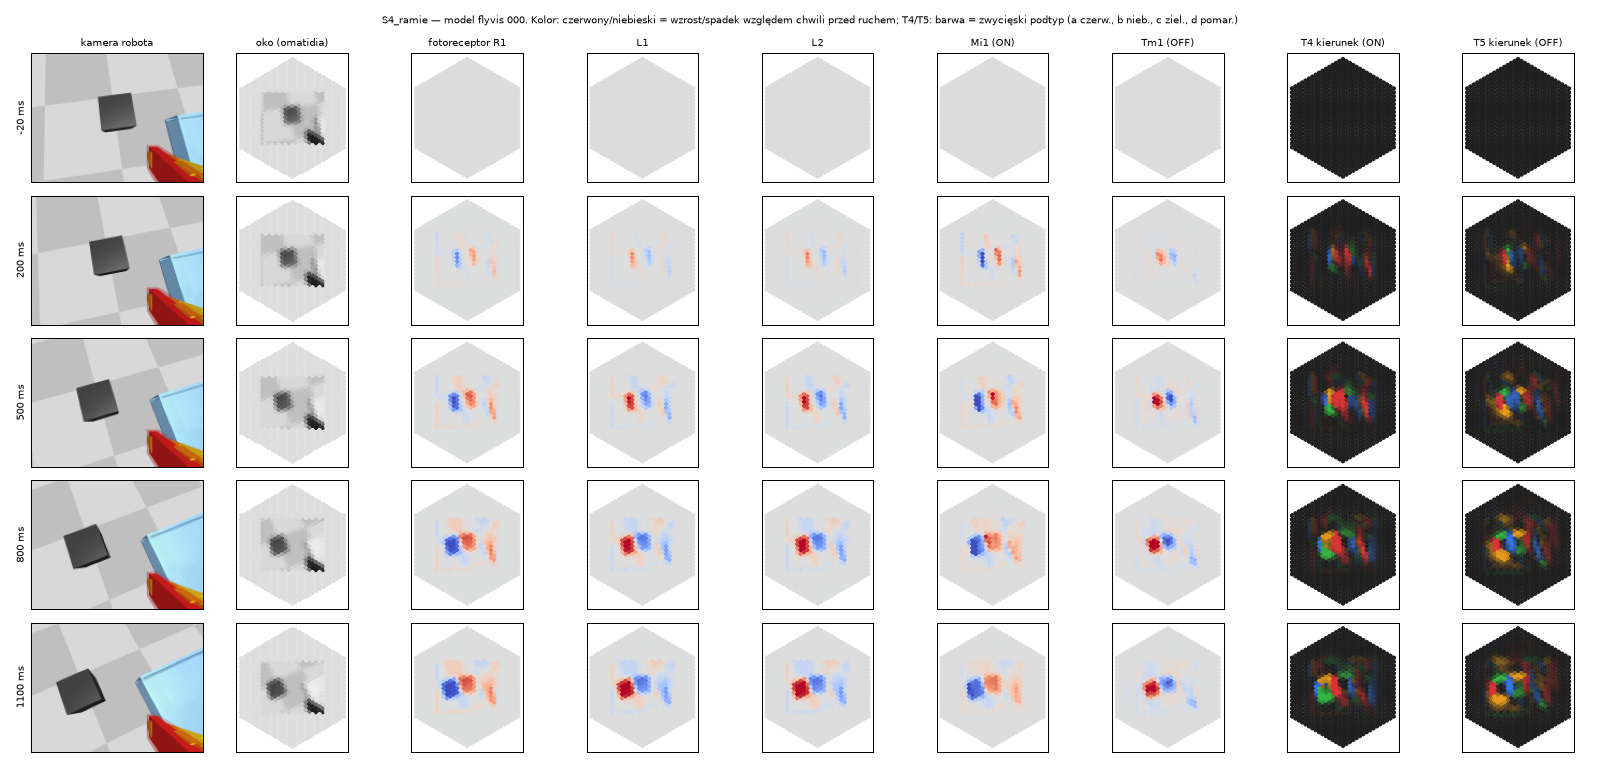 S4_ramie — model flyvis 000. Kolor: czerwony/niebieski = wzrost/spadek względem chwili przed ruchem; T4/T5: barwa = zwycięski podtyp (a czerw., b nieb., c ziel., d pomar.)
kamera robota oko (omatidia) fotoreceptor R1 L1 L2 Mi1 (ON) Tm1 (OFF) T4 kierunek (ON) T5 kierunek (OFF)
-20 ms
200 ms
500 ms
800 ms
1100 ms